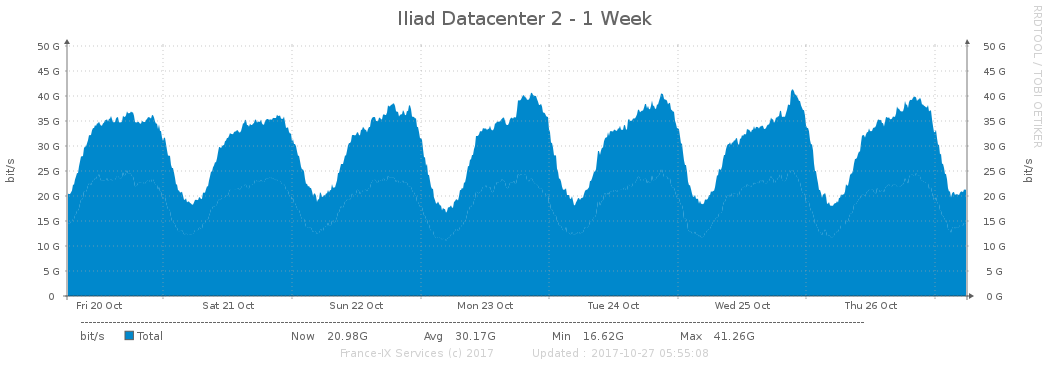 Iliad Datacenter 2 - 1 Week
RRDTOOL / TOBI OETIKER
50 G 50 G
45 G 45 G
40 G 40 G
35 G 35 G
30 G 30 G
25 G 25 G
20 G 20 G
15 G 15 G
10 G 10 G
5 G 5 G
0 0 G
bit/s
bit/s
Fri 20 Oct Sat 21 Oct Sun 22 Oct Mon 23 Oct Tue 24 Oct Wed 25 Oct Thu 26 Oct
bit/s Total Now 20.98G Avg 30.17G Min 16.62G Max 41.26G
France-IX Services (c) 2017 Updated : 2017-10-27 05:55:08